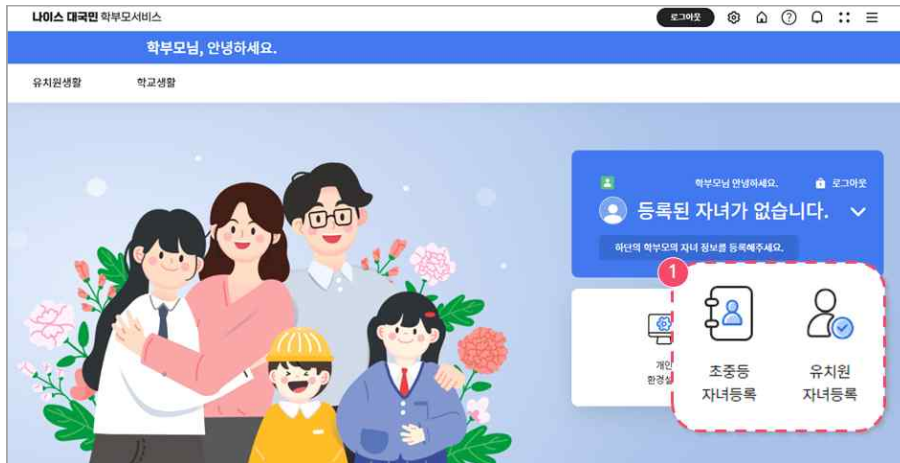 나이스 대국민 학부모서비스
로그아웃
학부모님, 안녕하세요.
유치원생활 학교생활
학부모님 안녕하세요. 로그아웃
등록된 자녀가 없습니다.
하단의 학부모의 자녀 정보를 등록해주세요.
1
개인
초중등 유치원
자녀등록 자녀등록